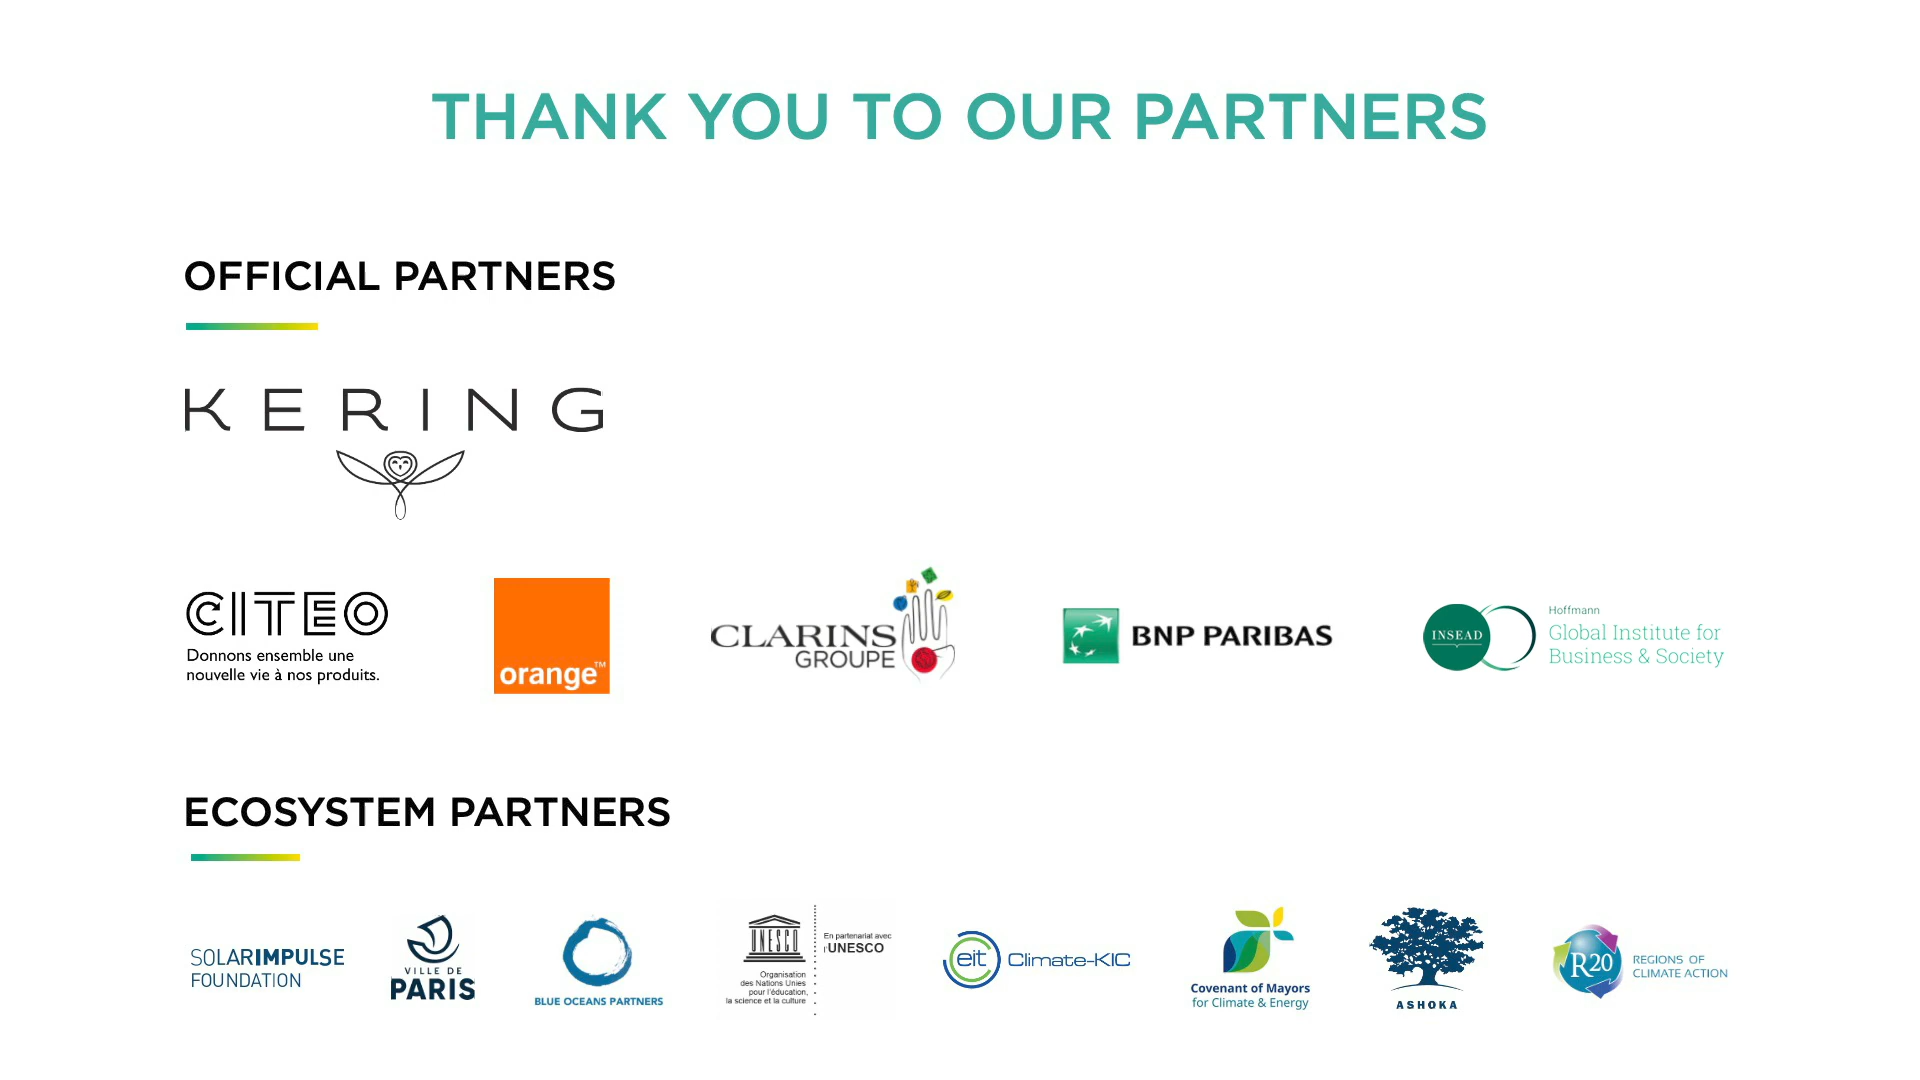 THANK YOU TO OUR PARTNERS
OFFICIAL PARTNERS
KERING
CITEO
Donnons ensemble une
nouvelle vie à nos produits.
orange™
CLARINS
GROUPE
BNP PARIBAS
INSEAD
Hoffmann
Global Institute for
Business & Society
ECOSYSTEM PARTNERS
SOLARIMPULSE
FOUNDATION
VILLE DE
PARIS
BLUE OCEANS PARTNERS
UNESCO
Organisation
des Nations Unies
pour l'éducation,
la science et la culture
En partenariat avec
l'UNESCO
eit Climate-KIC
Covenant of Mayors
for Climate & Energy
ASHOKA
R20
REGIONS OF
CLIMATE ACTION